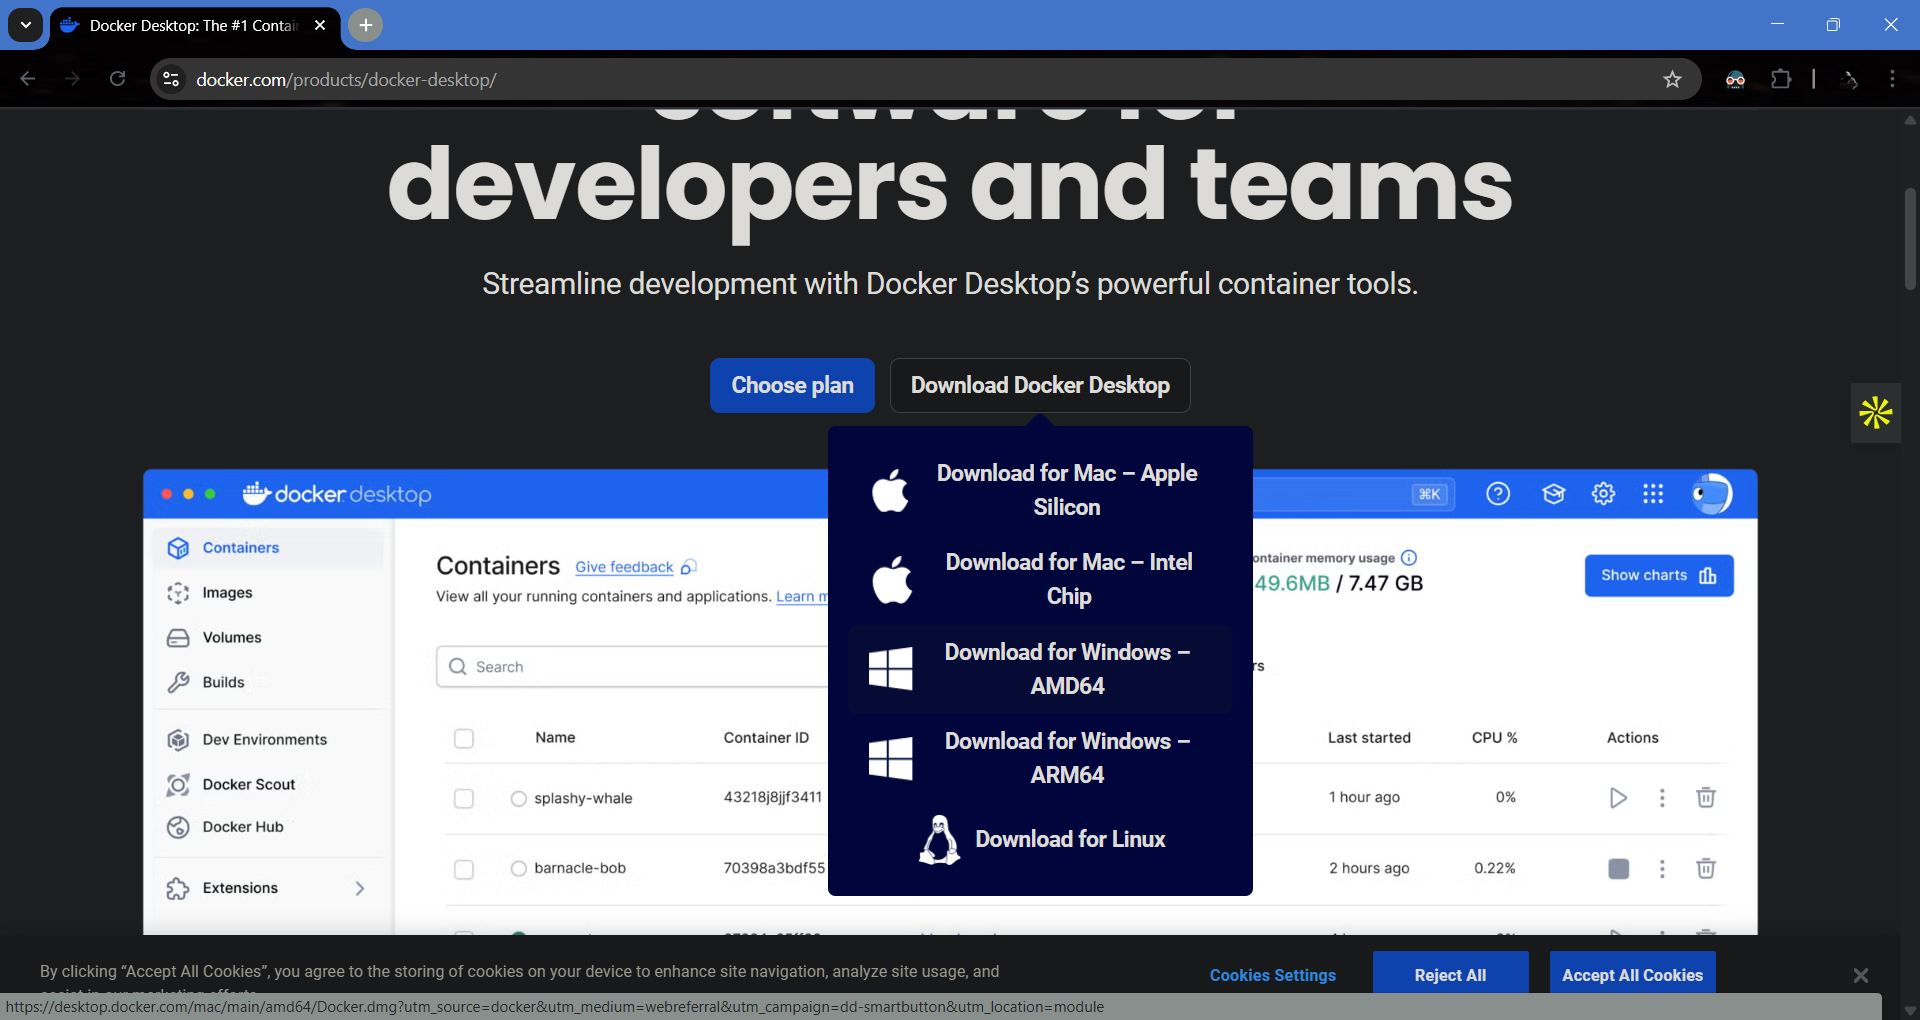 Docker Desktop: The #1 Contai
docker.com/products/docker-desktop/
software for
developers and teams
Streamline development with Docker Desktop’s powerful container tools.
Choose plan
Download Docker Desktop
Download for Mac – Apple
Silicon
Download for Mac – Intel
Chip
Download for Windows –
AMD64
Download for Windows –
ARM64
Download for Linux
docker desktop
⌘K
Containers
Images
Volumes
Builds
Dev Environments
Docker Scout
Docker Hub
Extensions
Containers Give feedback
View all your running containers and applications. Learn m
ontainer memory usage
49.6MB / 7.47 GB
Show charts
Search
rs
Name Container ID Last started CPU % Actions
splashy-whale 43218j8jjf3411 1 hour ago 0%
barnacle-bob 70398a3bdf55 2 hours ago 0.22%
By clicking “Accept All Cookies”, you agree to the storing of cookies on your device to enhance site navigation, analyze site usage, and
assist in our marketing efforts.
Cookies Settings
Reject All
Accept All Cookies
https://desktop.docker.com/mac/main/amd64/Docker.dmg?utm_source=docker&utm_medium=webreferral&utm_campaign=dd-smartbutton&utm_location=module